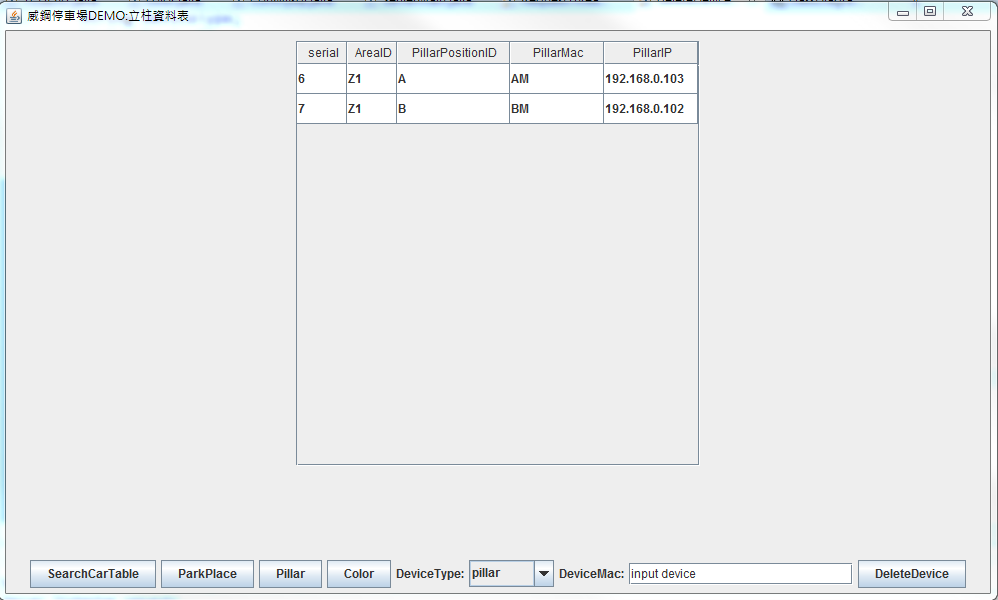 威鋼停車場DEMO:立柱資料表
serial AreaID PillarPositionID PillarMac PillarIP
6 Z1 A AM 192.168.0.103
7 Z1 B BM 192.168.0.102
SearchCarTable ParkPlace Pillar Color DeviceType: pillar DeviceMac: input device DeleteDevice